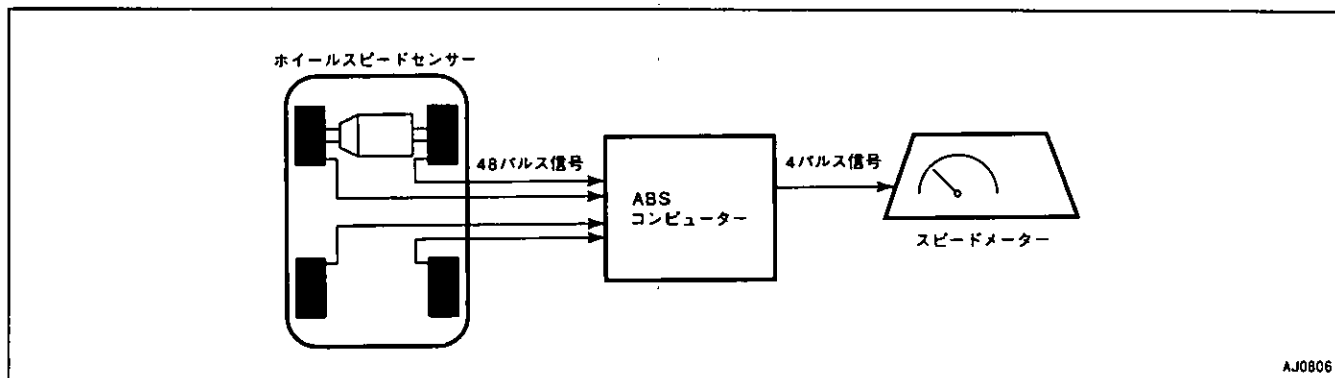 ホイールスピードセンサー
48パルス信号
4パルス信号
ABS
コンピューター
スピードメーター
AJ0806